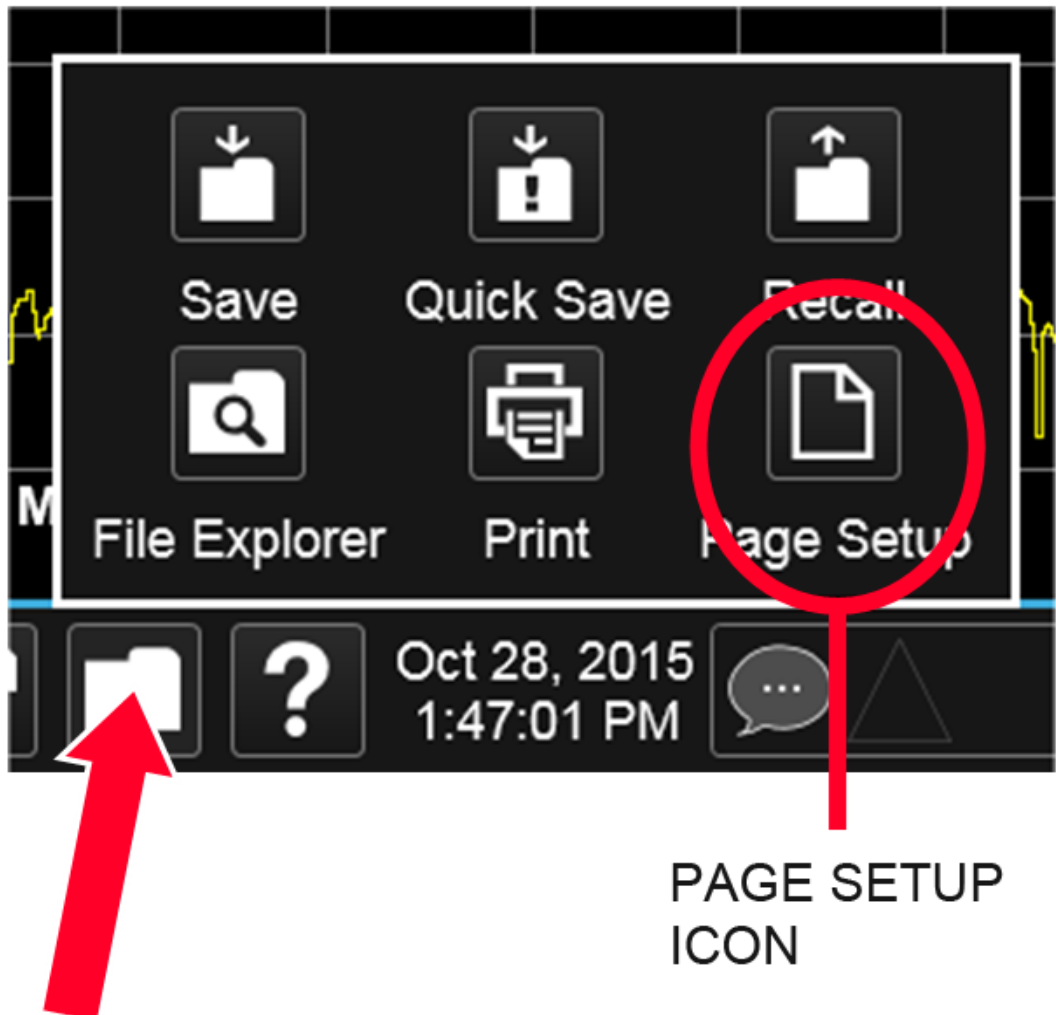 Save Quick Save Recall
File Explorer Print Page Setup
M
?
Oct 28, 2015
1:47:01 PM
PAGE SETUP
ICON